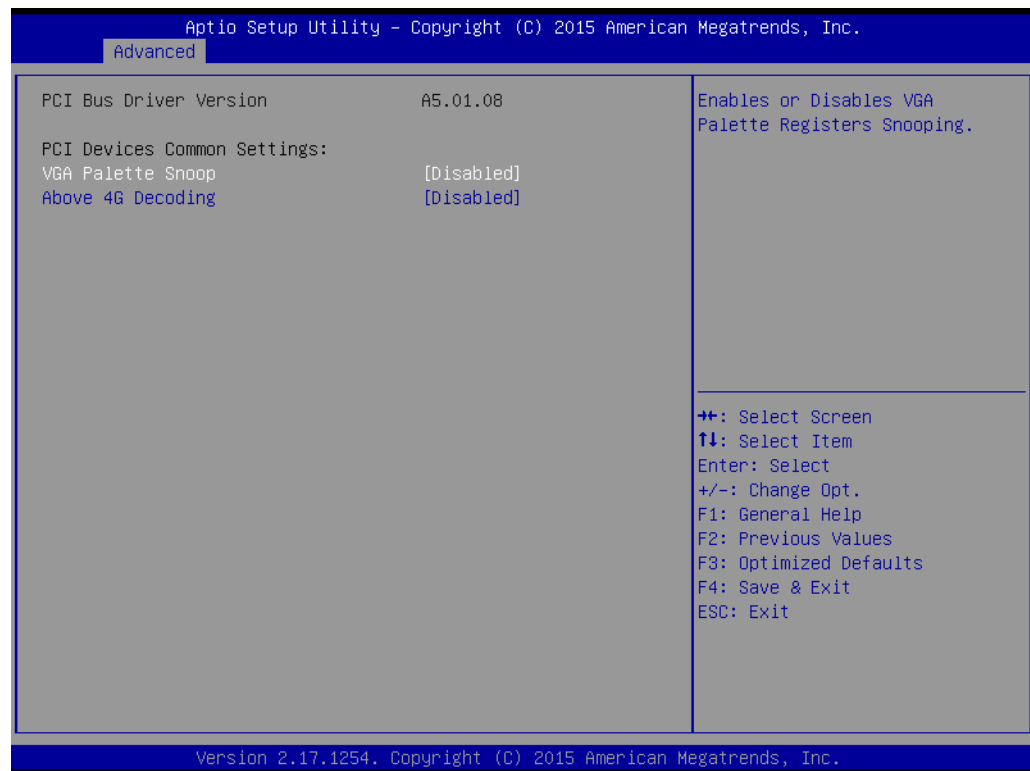 Aptio Setup Utility – Copyright (C) 2015 American Megatrends, Inc.
Advanced
PCI Bus Driver Version A5.01.08
PCI Devices Common Settings:
VGA Palette Snoop [Disabled]
Above 4G Decoding [Disabled]
Enables or Disables VGA
Palette Registers Snooping.
→←: Select Screen
↑↓: Select Item
Enter: Select
+/-: Change Opt.
F1: General Help
F2: Previous Values
F3: Optimized Defaults
F4: Save & Exit
ESC: Exit
Version 2.17.1254. Copyright (C) 2015 American Megatrends, Inc.